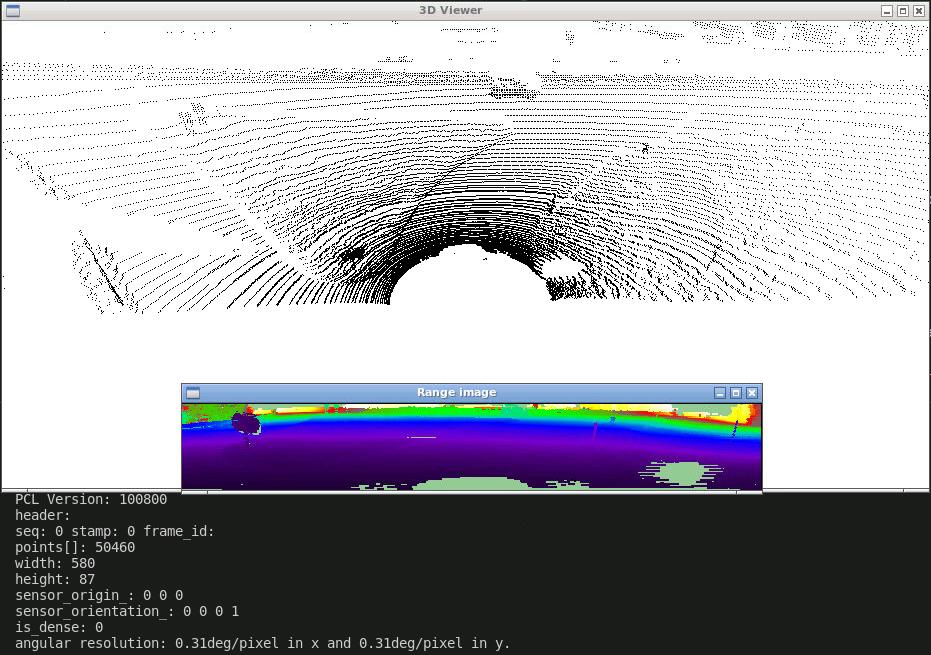 3D Viewer
Range image
PCL Version: 100800
header:
seq: 0 stamp: 0 frame_id:
points[]: 50460
width: 580
height: 87
sensor_origin_: 0 0 0
sensor_orientation_: 0 0 0 1
is_dense: 0
angular resolution: 0.31deg/pixel in x and 0.31deg/pixel in y.